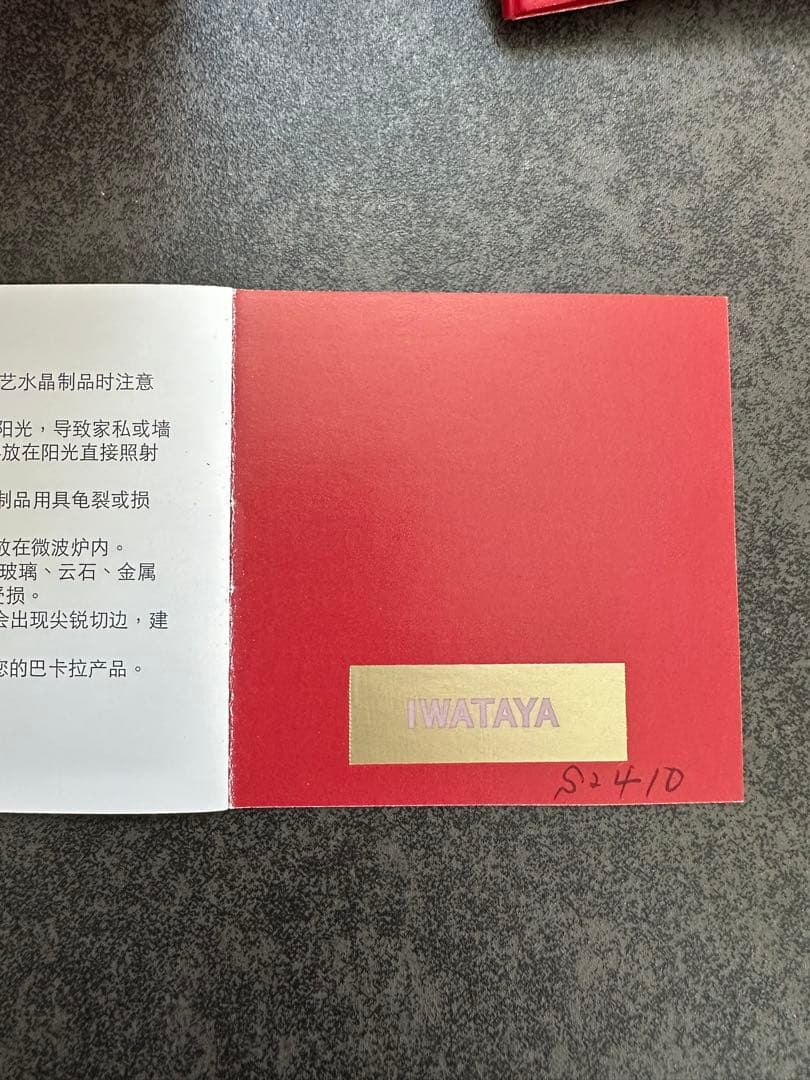 艺水晶制品时注意
阳光，导致家私或墙
放在阳光直接照射
制品用具龟裂或损
放在微波炉内。
玻璃、云石、金属
受损。
会出现尖锐切边，建
您的巴卡拉产品。
IWATAYA
S2410